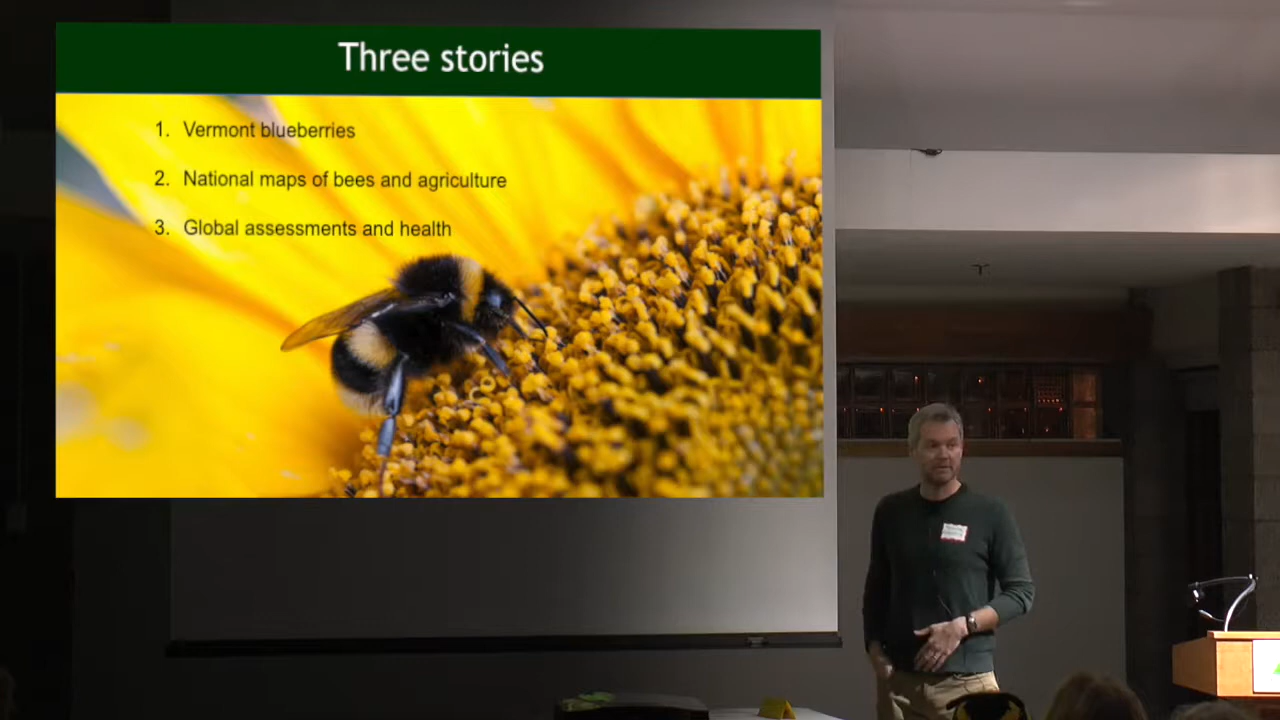 Three stories
1. Vermont blueberries
2. National maps of bees and agriculture
3. Global assessments and health